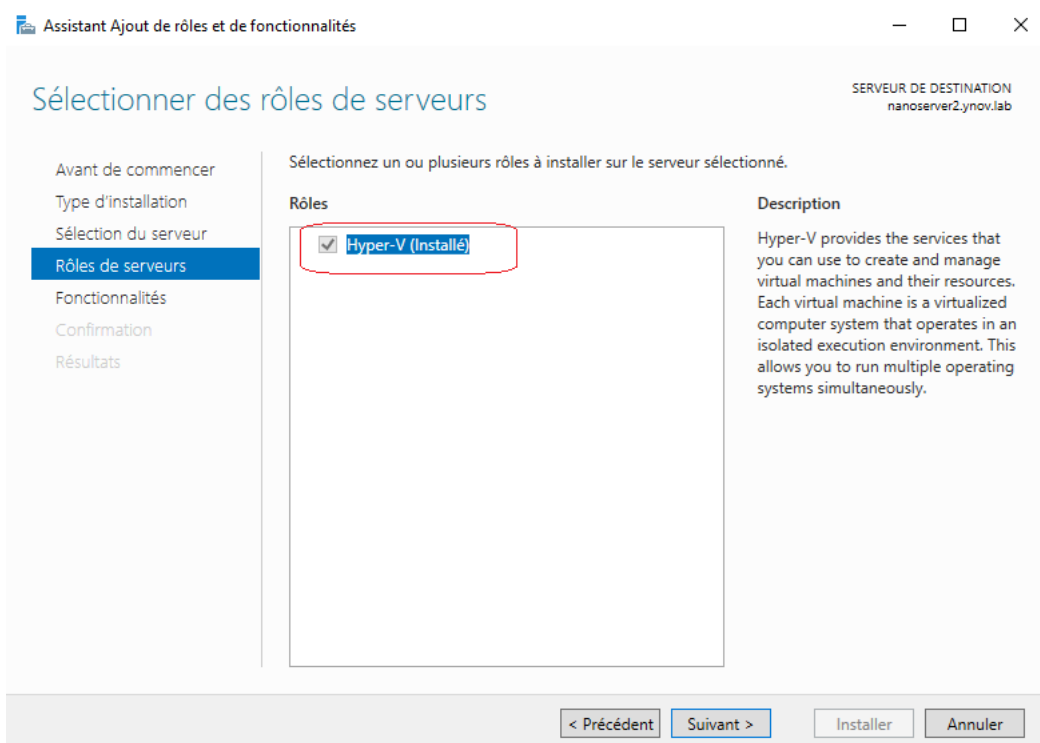 Assistant Ajout de rôles et de fonctionnalités
Sélectionner des rôles de serveurs
SERVEUR DE DESTINATION
nanoserver2.ynov.lab
Avant de commencer
Type d'installation
Sélection du serveur
Rôles de serveurs
Fonctionnalités
Confirmation
Résultats
Sélectionnez un ou plusieurs rôles à installer sur le serveur sélectionné.
Rôles
Hyper-V (Installé)
Description
Hyper-V provides the services that
you can use to create and manage
virtual machines and their resources.
Each virtual machine is a virtualized
computer system that operates in an
isolated execution environment. This
allows you to run multiple operating
systems simultaneously.
< Précédent
Suivant >
Installer
Annuler